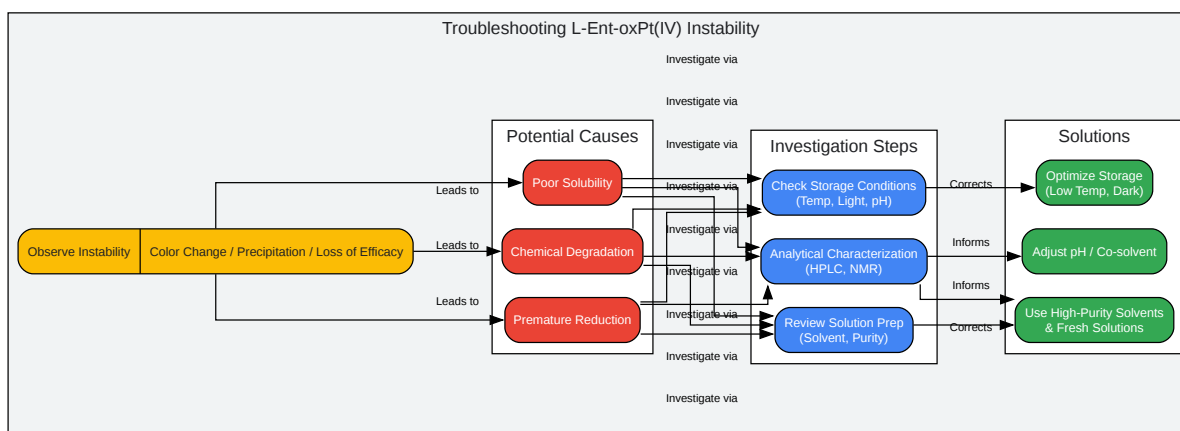 Troubleshooting L-Ent-oxPt(IV) Instability
Observe Instability
Color Change / Precipitation / Loss of Efficacy
Leads to
Leads to
Leads to
Potential Causes
Poor Solubility
Chemical Degradation
Premature Reduction
Investigate via
Investigate via
Investigate via
Investigate via
Investigate via
Investigate via
Investigate via
Investigate via
Investigate via
Investigation Steps
Check Storage Conditions
(Temp, Light, pH)
Analytical Characterization
(HPLC, NMR)
Review Solution Prep
(Solvent, Purity)
Corrects
Informs
Informs
Corrects
Solutions
Optimize Storage
(Low Temp, Dark)
Adjust pH / Co-solvent
Use High-Purity Solvents
& Fresh Solutions